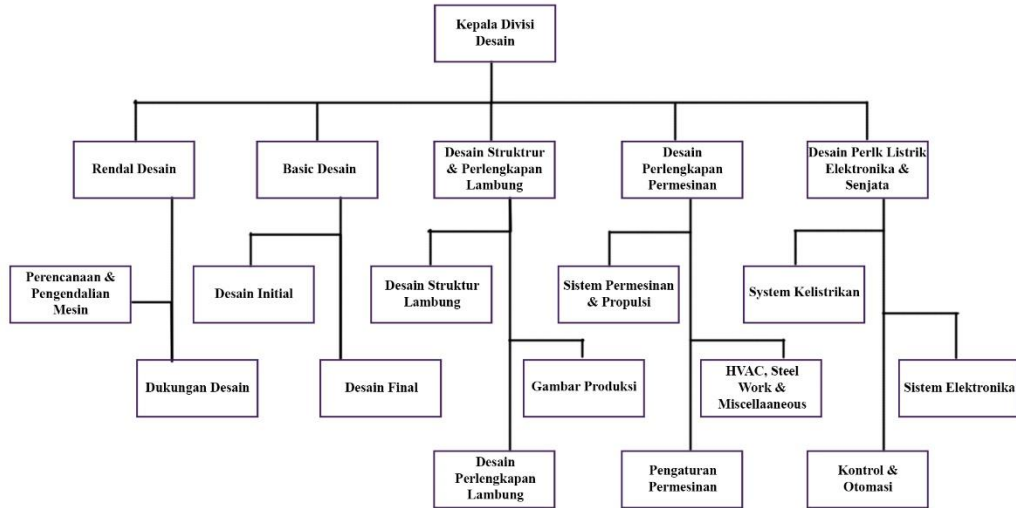 Kepala Divisi
Desain
Rendal Desain
Basic Desain
Desain Struktrur
& Perlengkapan
Lambung
Desain
Perlengkapan
Permesinan
Desain Perlk Listrik
Elektronika &
Senjata
Perencanaan &
Pengendalian
Mesin
Desain Initial
Desain Struktur
Lambung
Sistem Permesinan
& Propulsi
System Kelistrikan
Dukungan Desain
Desain Final
Gambar Produksi
HVAC, Steel
Work &
Miscellaaneous
Sistem Elektronika
Desain
Perlengkapan
Lambung
Pengaturan
Permesinan
Kontrol &
Otomasi